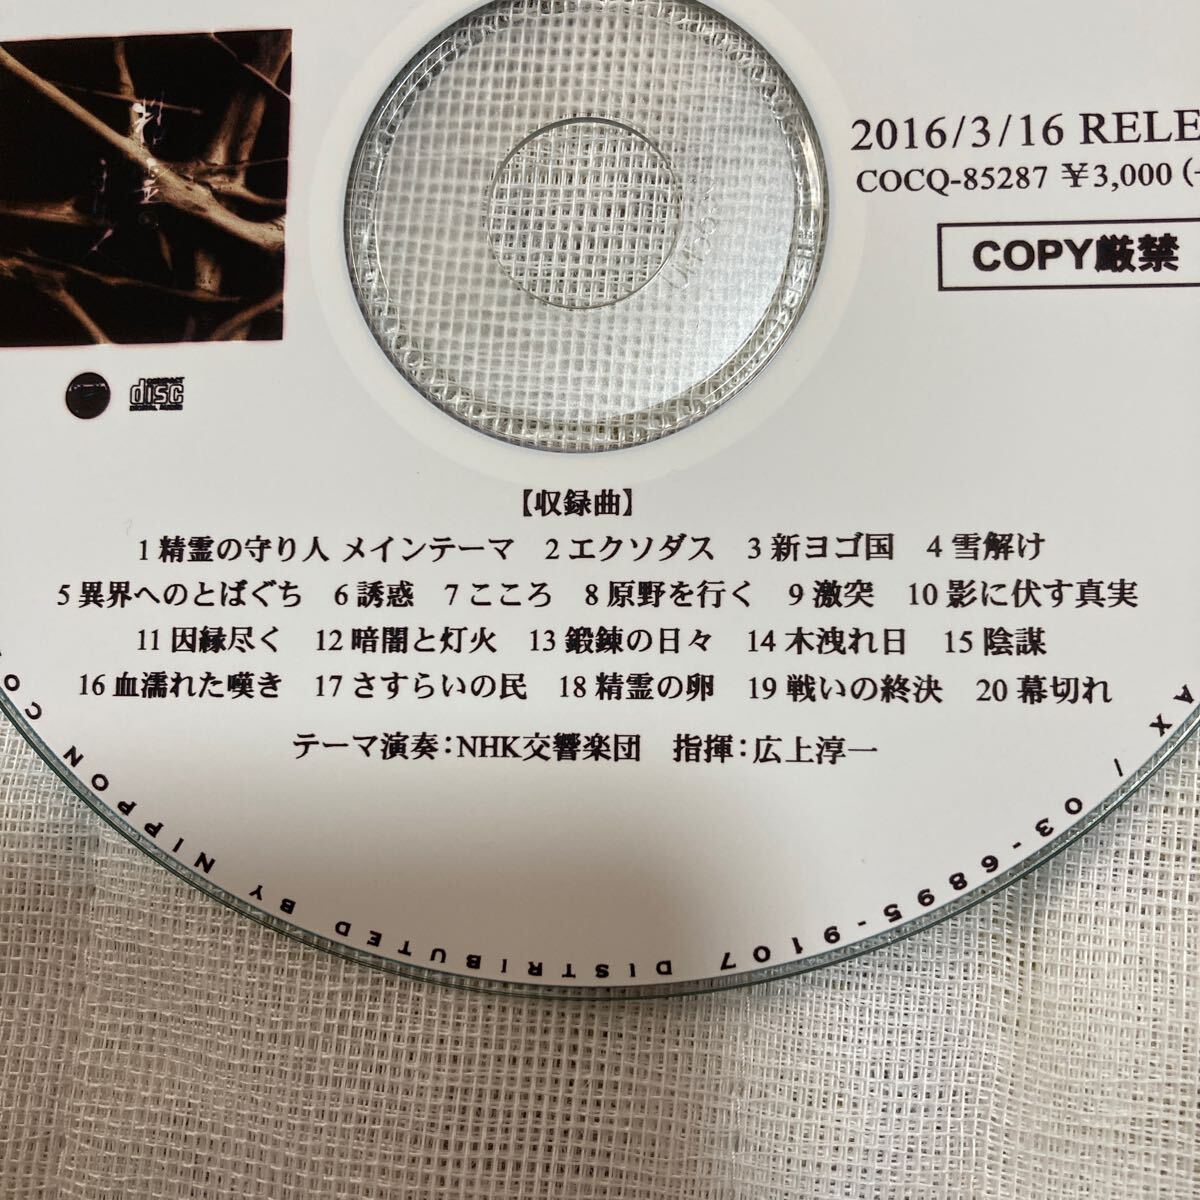 2016/3/16 RELE
COCQ-85287 ¥3,000 (+
COPY厳禁
COMPACT
disc
DIGITAL AUDIO
【収録曲】
1 精霊の守り人 メインテーマ 2 エクソダス 3 新ヨゴ国 4 雪解け
5 異界へのとばぐち 6 誘惑 7 こころ 8 原野を行く 9 激突 10 影に伏す真実
11 因縁尽く 12 暗闇と灯火 13 鍛錬の日々 14 木洩れ日 15 陰謀
16 血濡れた嘆き 17 さすらいの民 18 精霊の卵 19 戦いの終決 20 幕切れ
テーマ演奏：NHK交響楽団 指揮：広上淳一
AX / 03-6895-9107 DISTRIBUTED BY NIPPON CO